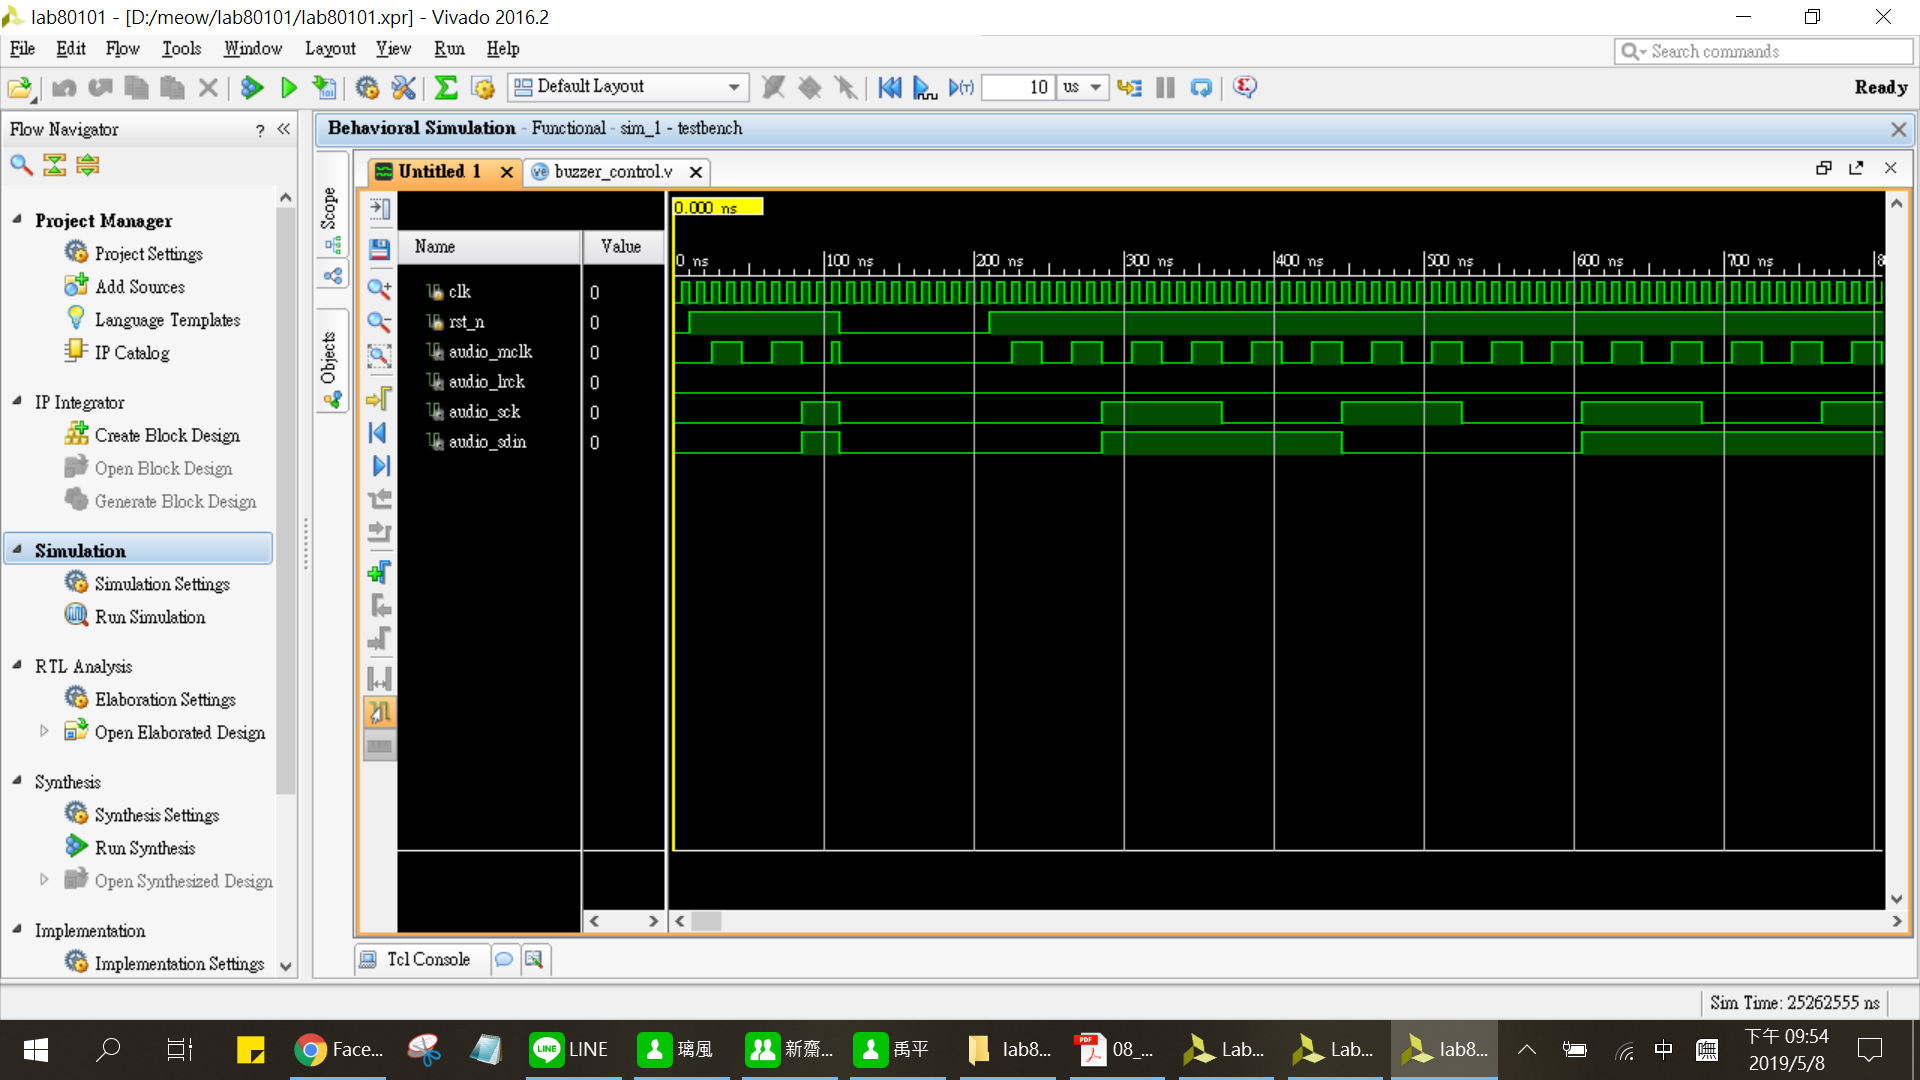 lab80101 - [D:/meow/lab80101/lab80101.xpr] - Vivado 2016.2
File Edit Flow Tools Window Layout View Run Help
Search commands
Default Layout
10 us
Ready
Flow Navigator ? «
Behavioral Simulation - Functional - sim_1 - testbench
Untitled 1
buzzer_control.v
Scope
Objects
Project Manager
Project Settings
Add Sources
Language Templates
IP Catalog
IP Integrator
Create Block Design
Open Block Design
Generate Block Design
Simulation
Simulation Settings
Run Simulation
RTL Analysis
Elaboration Settings
Open Elaborated Design
Synthesis
Synthesis Settings
Run Synthesis
Open Synthesized Design
Implementation
Implementation Settings
Name Value
0.000 ns
0 ns 100 ns 200 ns 300 ns 400 ns 500 ns 600 ns 700 ns 8
clk 0
rst_n 0
audio_mclk 0
audio_lrck 0
audio_sck 0
audio_sdin 0
Tcl Console
Sim Time: 25262555 ns
Face...
LINE
璃風
新齋...
禹平
lab8...
PDF
08_...
Lab...
Lab...
lab8...
中
下午 09:54
2019/5/8